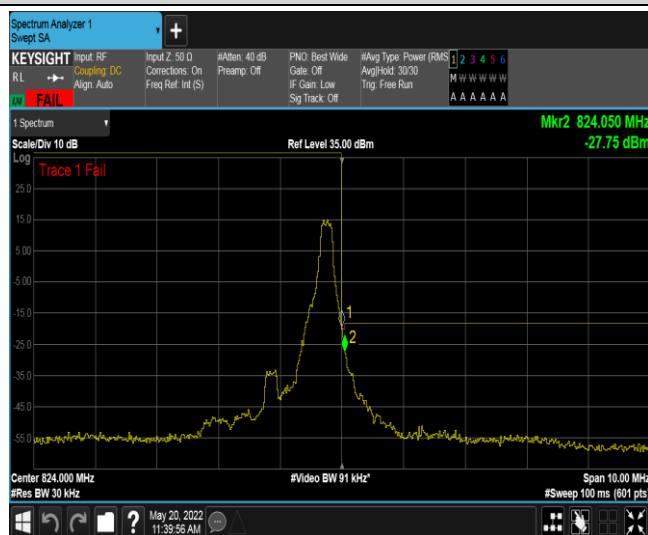 Spectrum Analyzer 1
Swept SA
KEYSIGHT
RL
LXI
FAIL
Input: RF
Coupling: DC
Align: Auto
Input Z: 50 Ω
Corrections: On
Freq Ref: Int (S)
#Atten: 40 dB
Preamp: Off
PNO: Best Wide
Gate: Off
IF Gain: Low
Sig Track: Off
#Avg Type: Power (RMS
Avg|Hold: 30/30
Trig: Free Run
1 2 3 4 5 6
M W W W W W
A A A A A A
1 Spectrum
Scale/Div 10 dB
Ref Level 35.00 dBm
Mkr2 824.050 MHz
-27.75 dBm
Log
Trace 1 Fail
25.0
15.0
5.00
-5.00
-15.0
-25.0
-35.0
-45.0
-55.0
1
2
Center 824.000 MHz
#Video BW 91 kHz*
Span 10.00 MHz
#Res BW 30 kHz
#Sweep 100 ms (601 pts)
?
May 20, 2022
11:39:56 AM